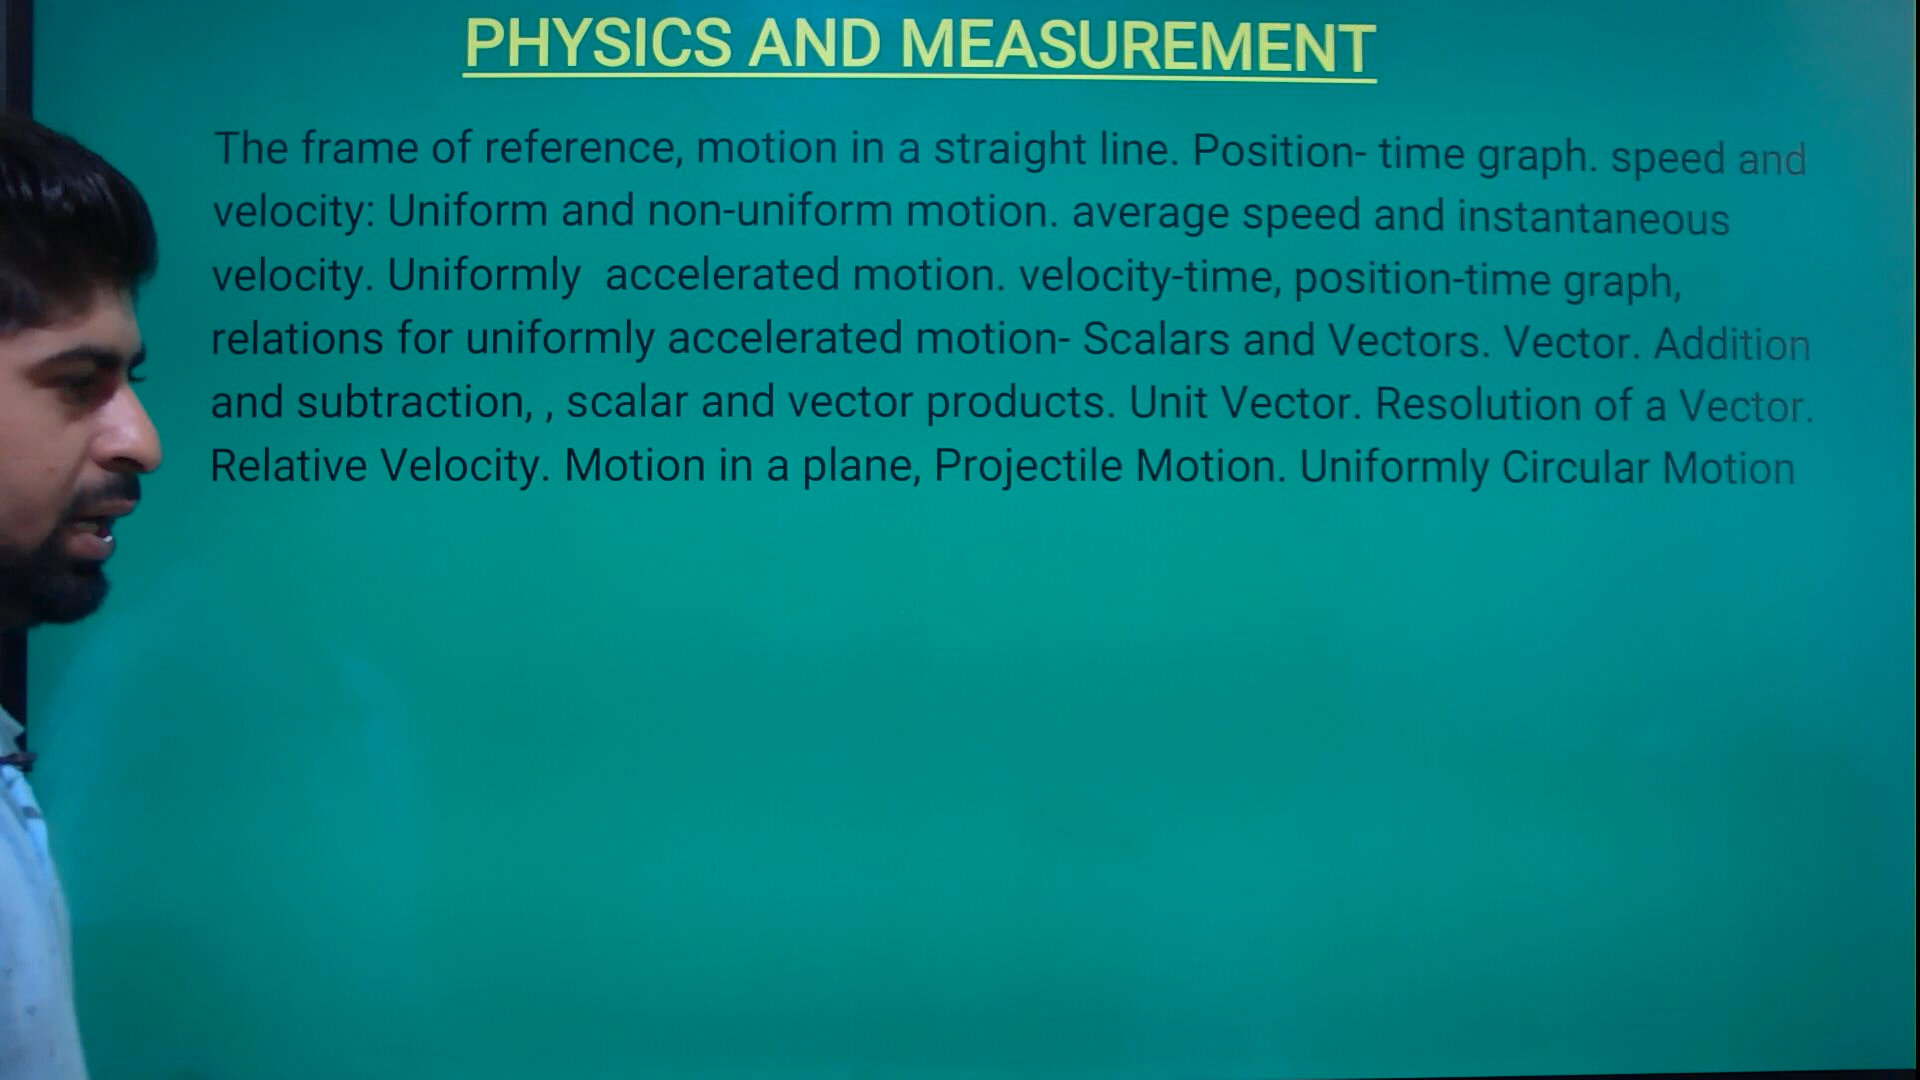 PHYSICS AND MEASUREMENT
The frame of reference, motion in a straight line. Position- time graph. speed and
velocity: Uniform and non-uniform motion. average speed and instantaneous
velocity. Uniformly  accelerated motion. velocity-time, position-time graph,
relations for uniformly accelerated motion- Scalars and Vectors. Vector. Addition
and subtraction, , scalar and vector products. Unit Vector. Resolution of a Vector.
Relative Velocity. Motion in a plane, Projectile Motion. Uniformly Circular Motion